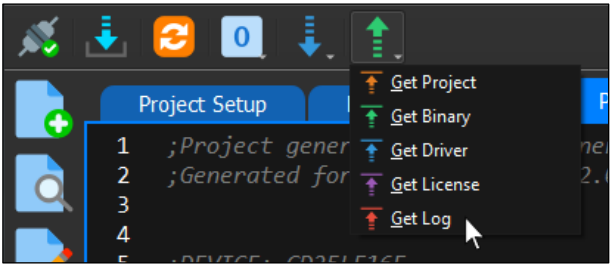 0
Project Setup
P
Get Project
Get Binary
Get Driver
Get License
Get Log
1 ;Project gener
2 ;Generated for
3
4
5